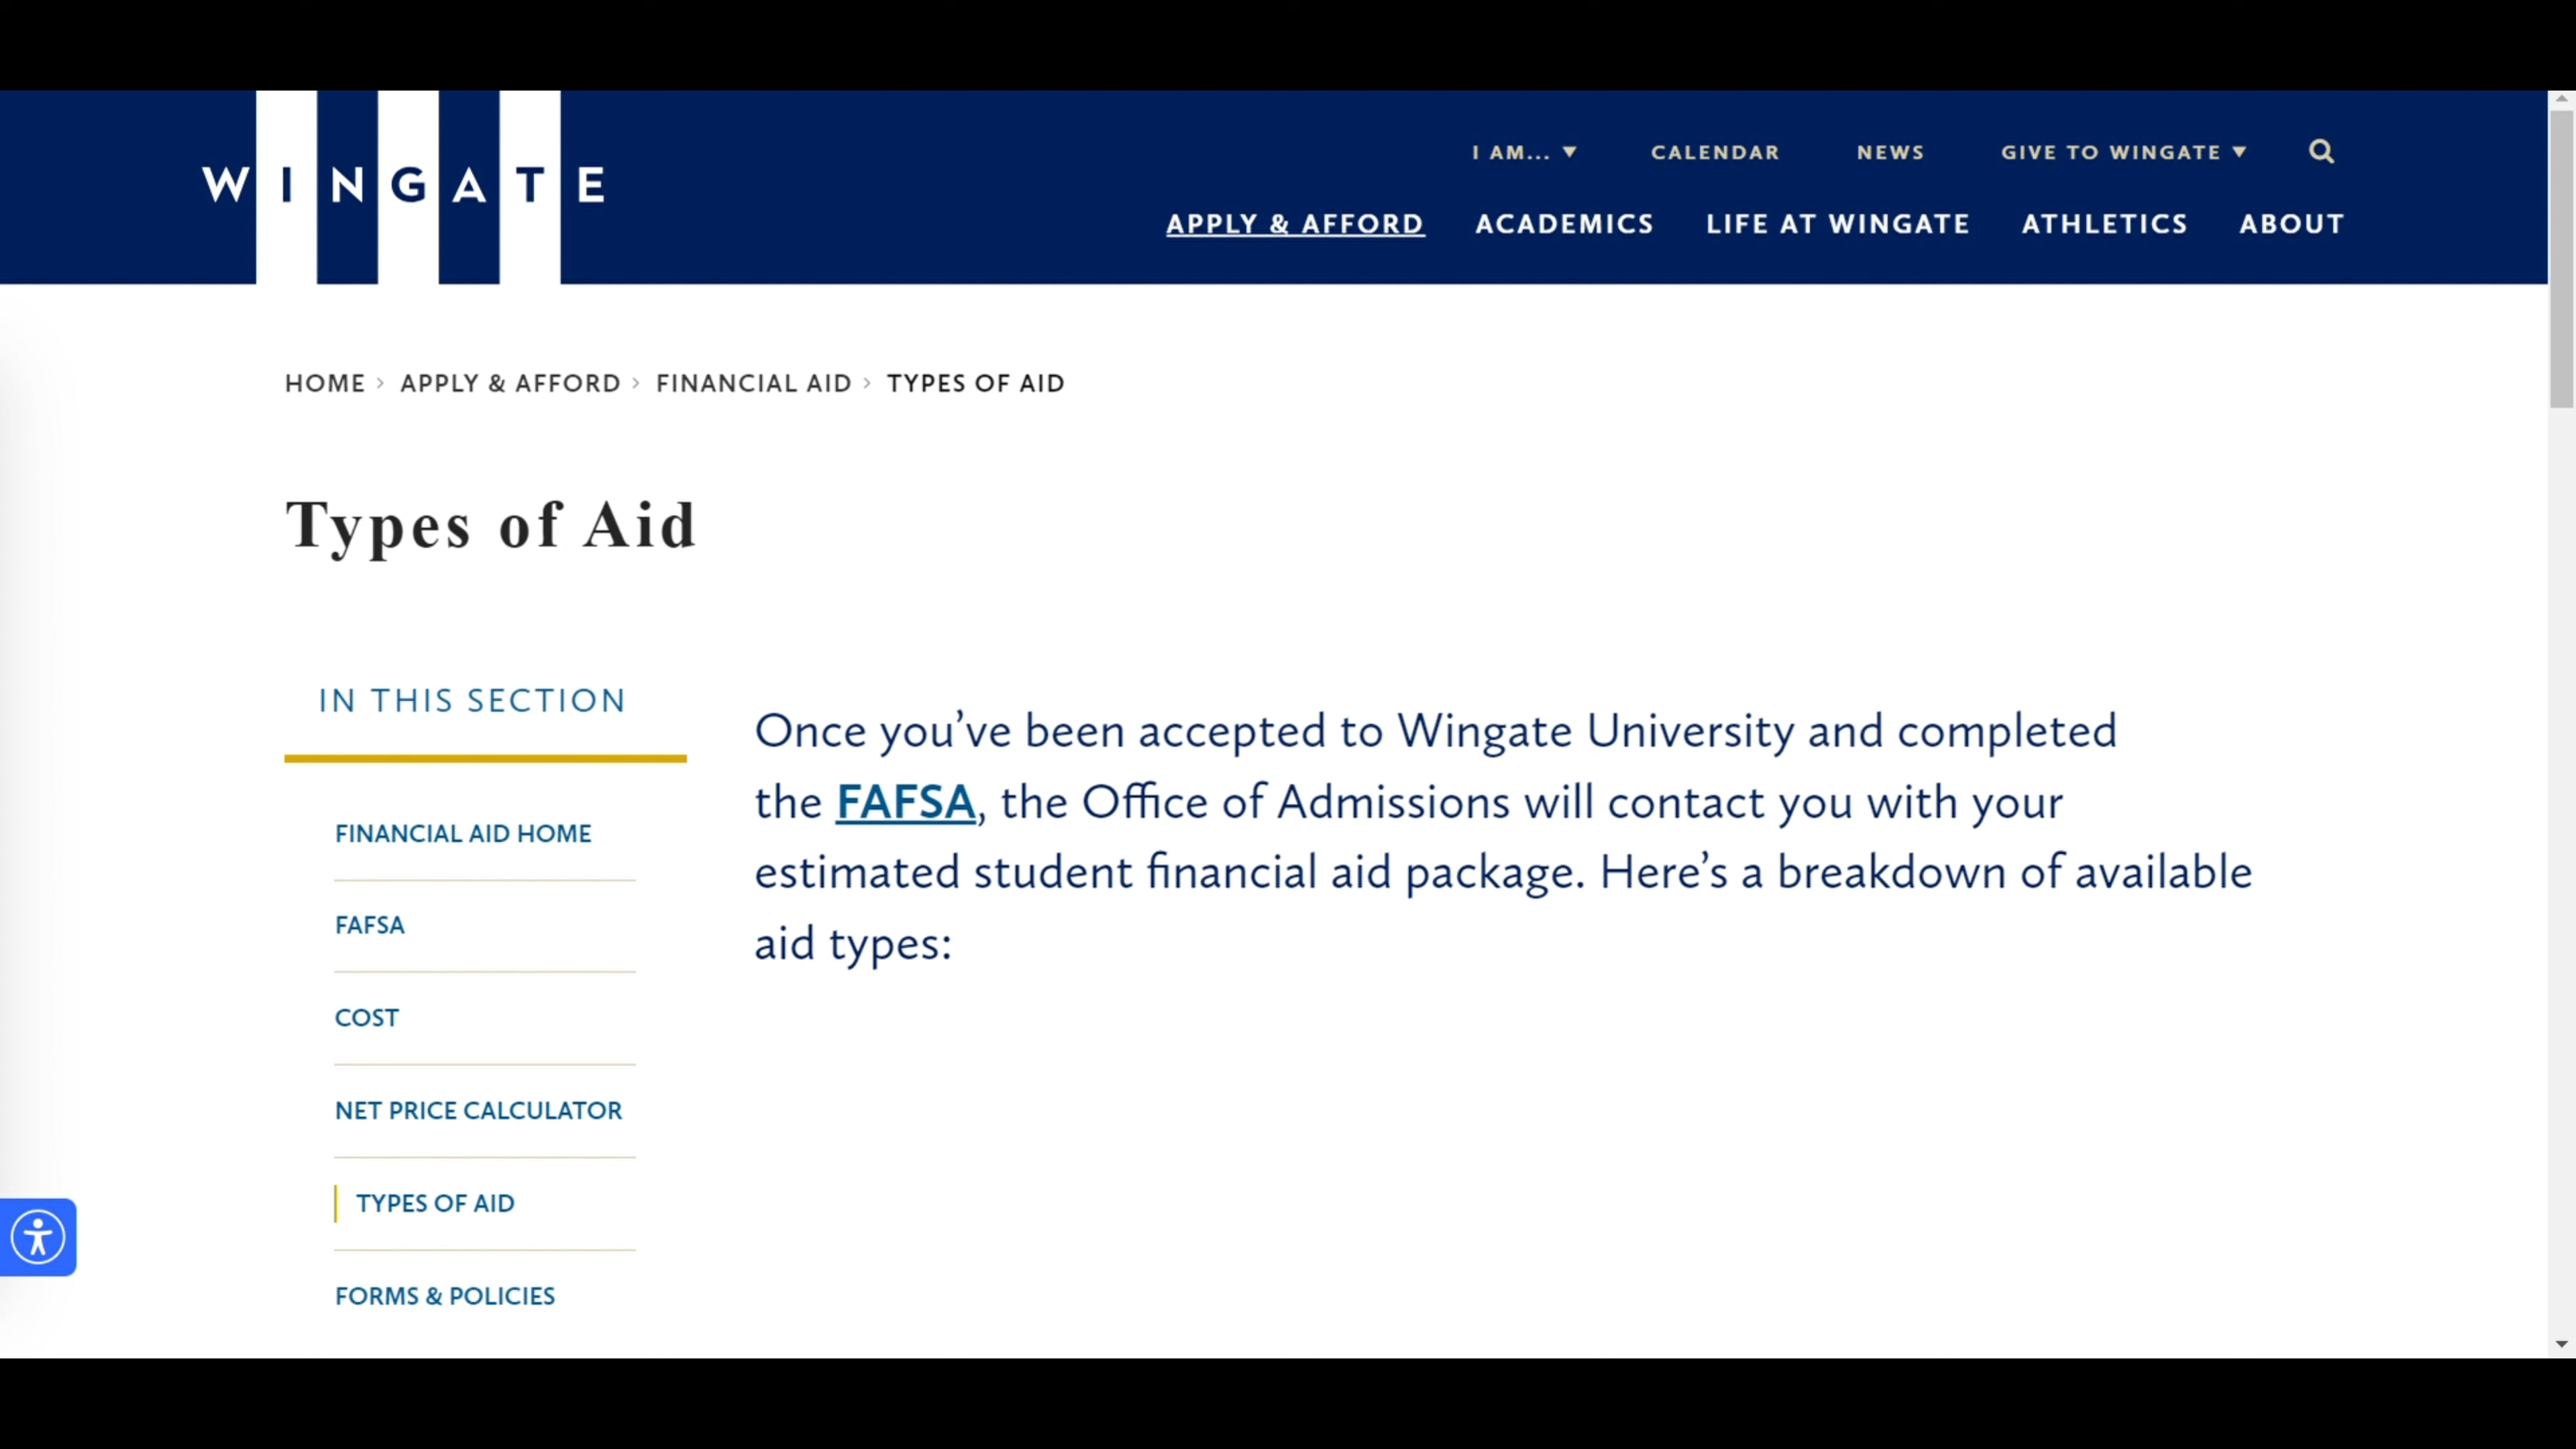 WINGATE
I AM... CALENDAR NEWS GIVE TO WINGATE
APPLY & AFFORD ACADEMICS LIFE AT WINGATE ATHLETICS ABOUT
HOME > APPLY & AFFORD > FINANCIAL AID > TYPES OF AID
Types of Aid
IN THIS SECTION
FINANCIAL AID HOME
FAFSA
COST
NET PRICE CALCULATOR
TYPES OF AID
FORMS & POLICIES
Once you’ve been accepted to Wingate University and completed
the FAFSA, the Office of Admissions will contact you with your
estimated student financial aid package. Here’s a breakdown of available
aid types: